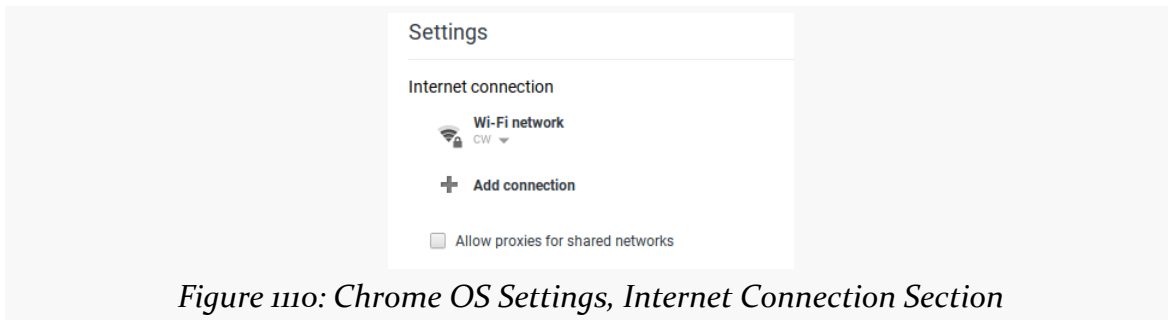 Settings
Internet connection
Wi-Fi network
CW
Add connection
Allow proxies for shared networks
Figure 1110: Chrome OS Settings, Internet Connection Section